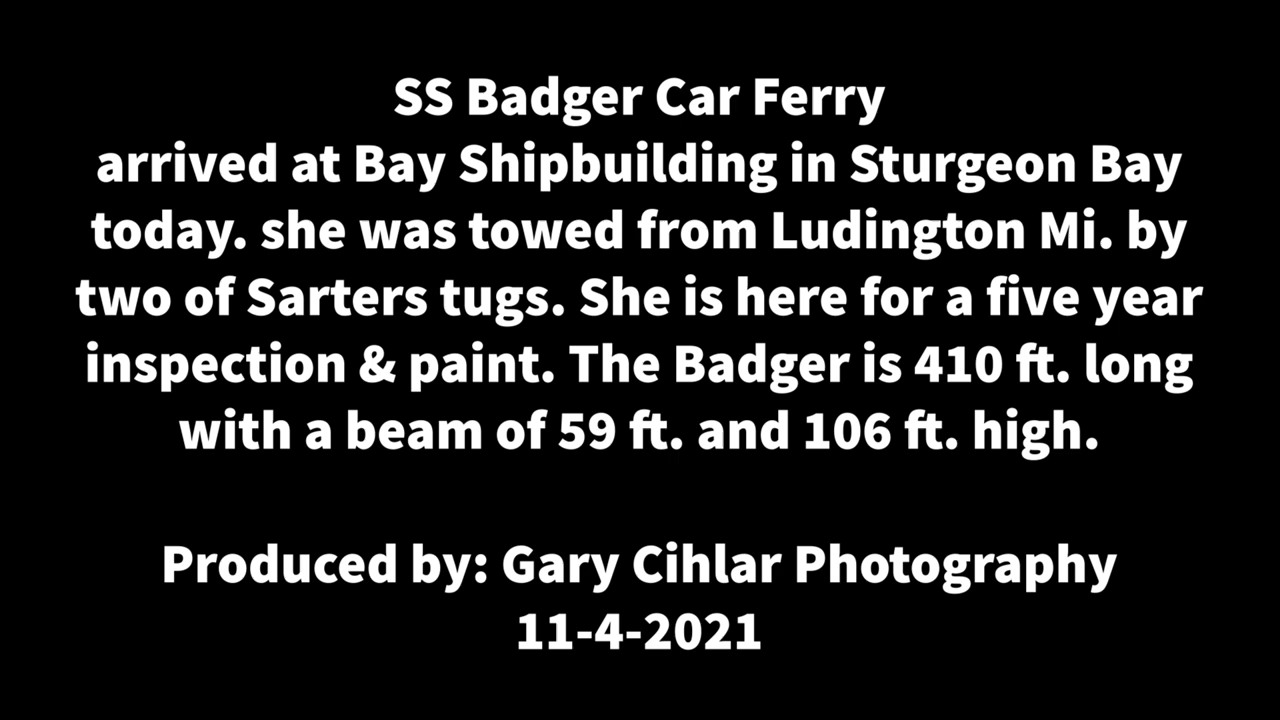 SS Badger Car Ferry
arrived at Bay Shipbuilding in Sturgeon Bay
today. she was towed from Ludington Mi. by
two of Sarters tugs. She is here for a five year
inspection & paint. The Badger is 410 ft. long
with a beam of 59 ft. and 106 ft. high.
Produced by: Gary Cihlar Photography
11-4-2021